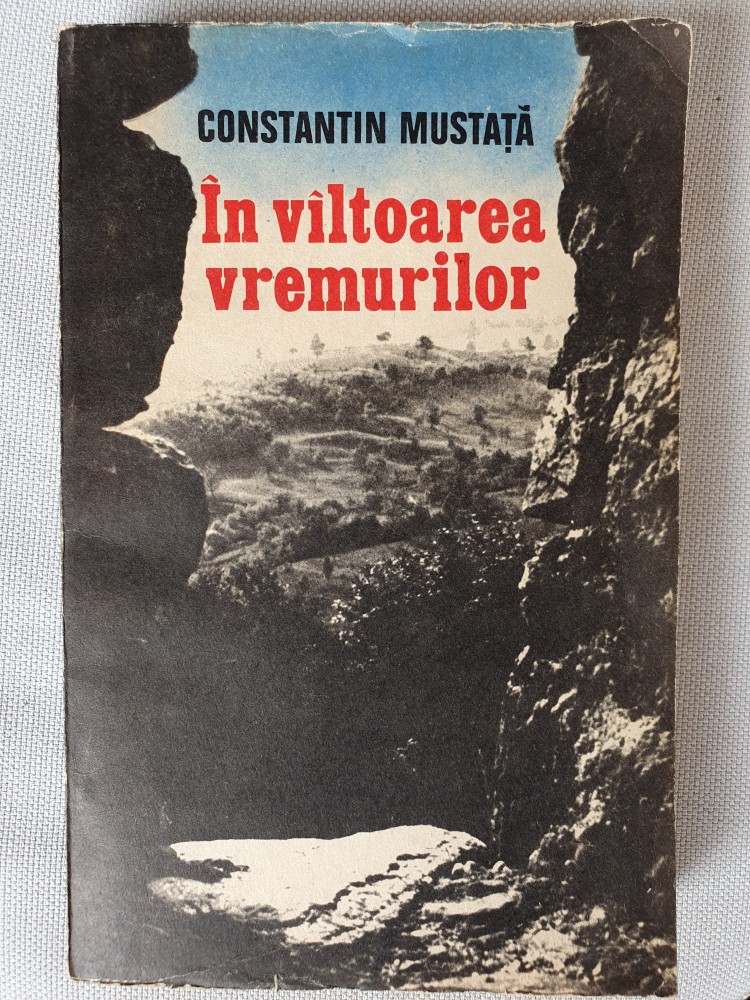 CONSTANTIN MUSTAȚĂ
În vîltoarea
vremurilor